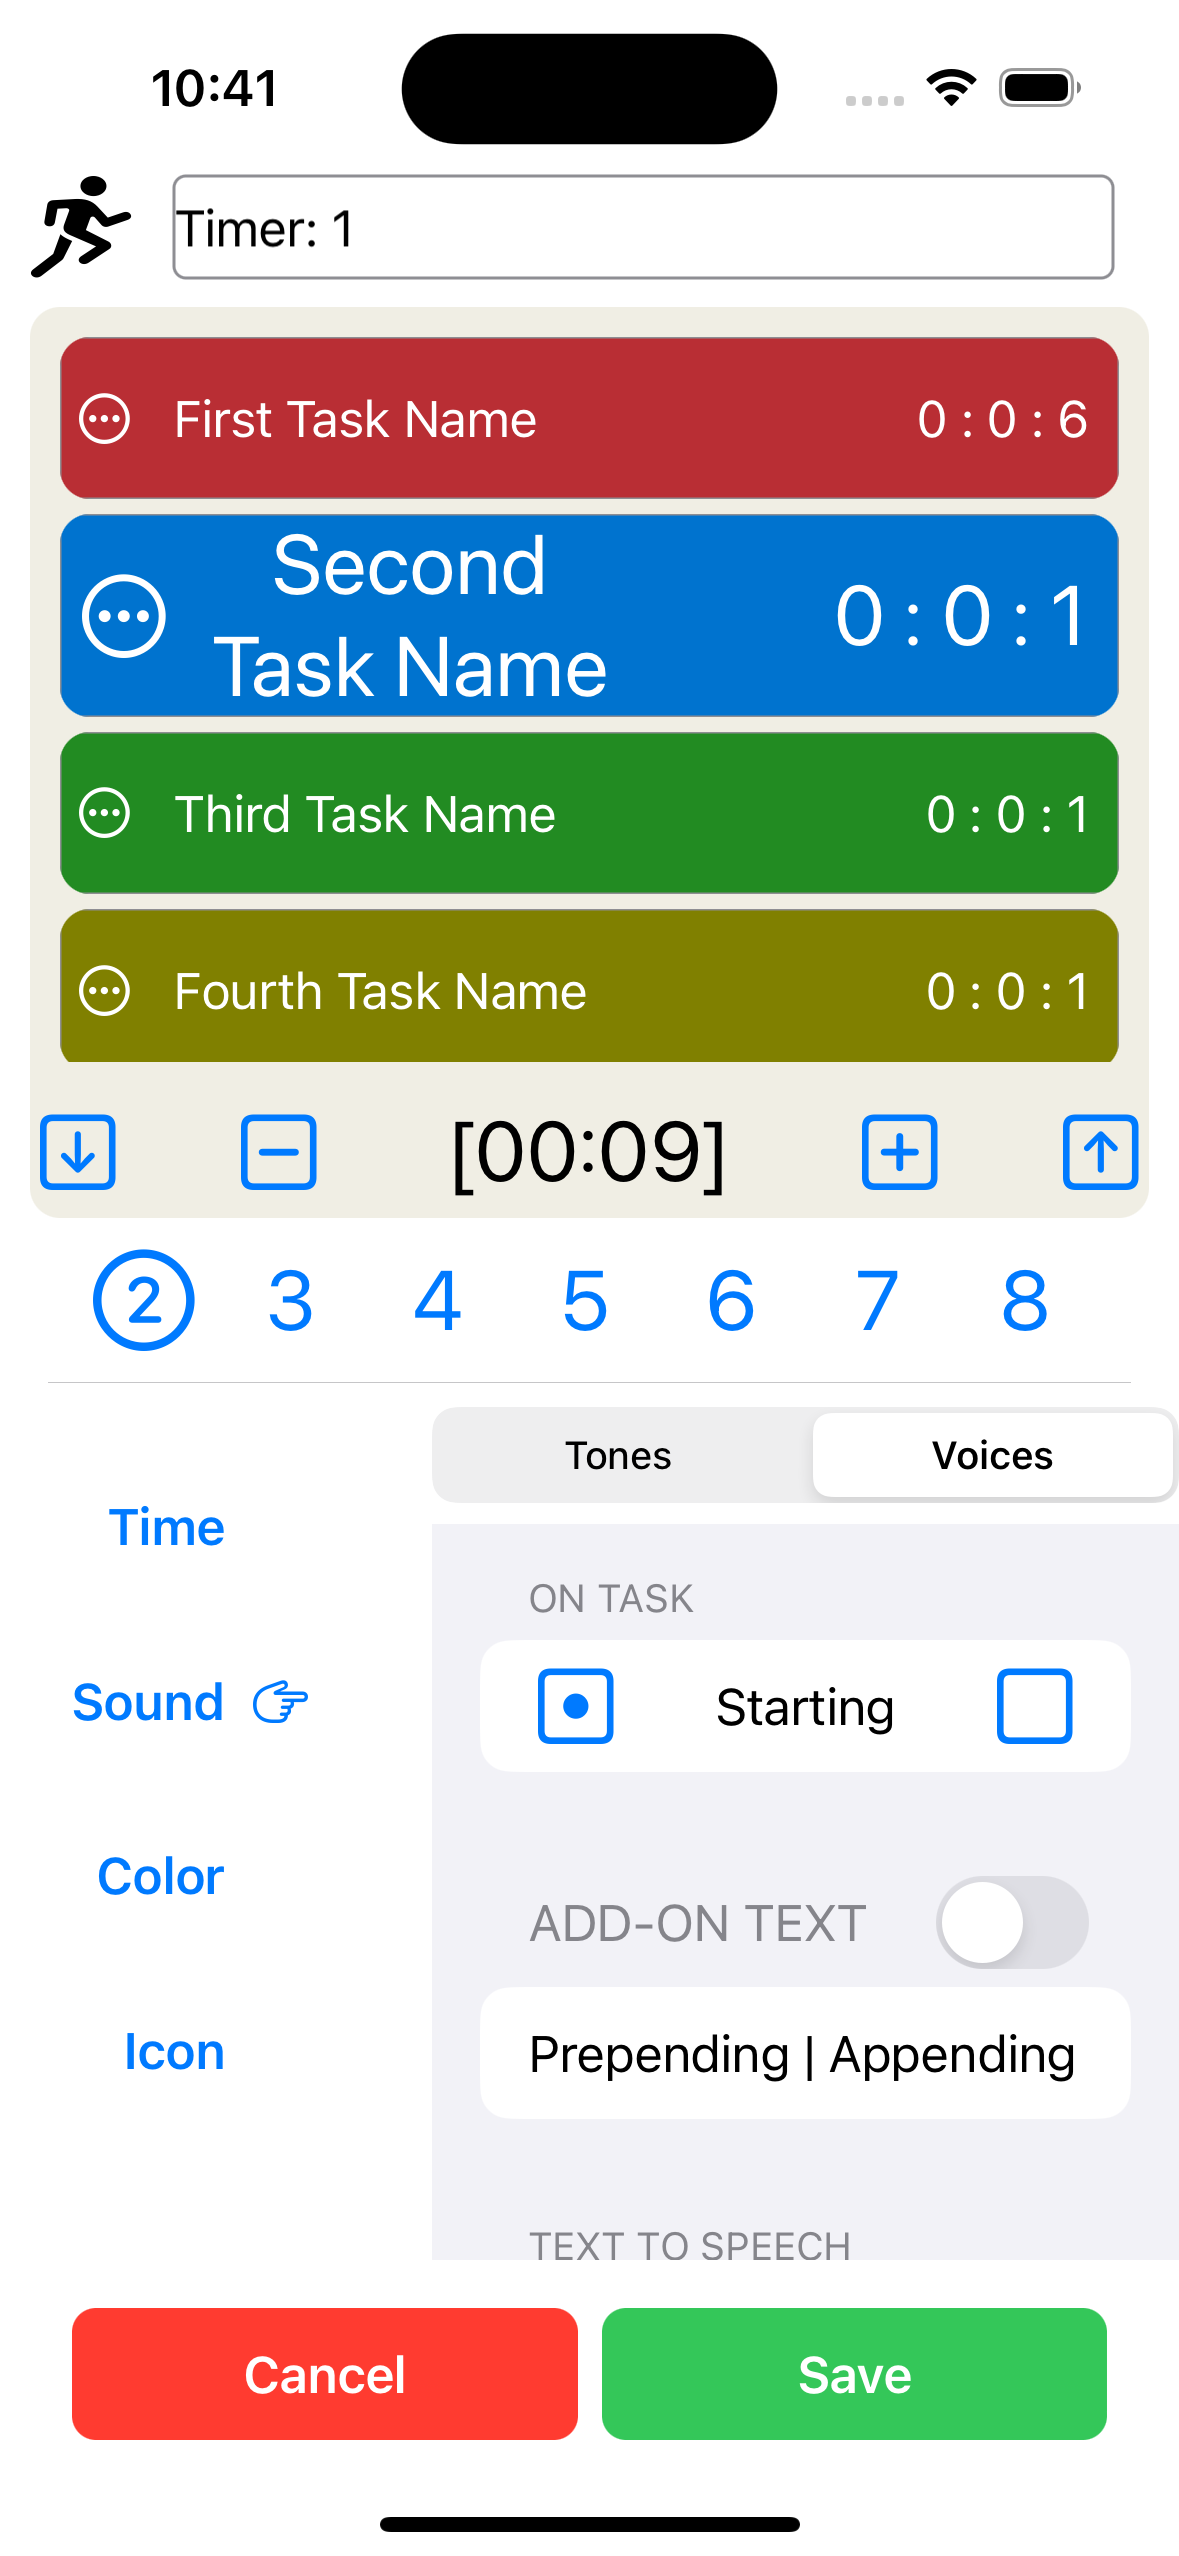 10:41
Timer: 1
First Task Name 0 : 0 : 6
Second
Task Name 0 : 0 : 1
Third Task Name 0 : 0 : 1
Fourth Task Name 0 : 0 : 1
[00:09]
2 3 4 5 6 7 8
Tones Voices
Time
ON TASK
Sound
Starting
Color
ADD-ON TEXT
Icon
Prepending | Appending
TEXT TO SPEECH
Cancel Save